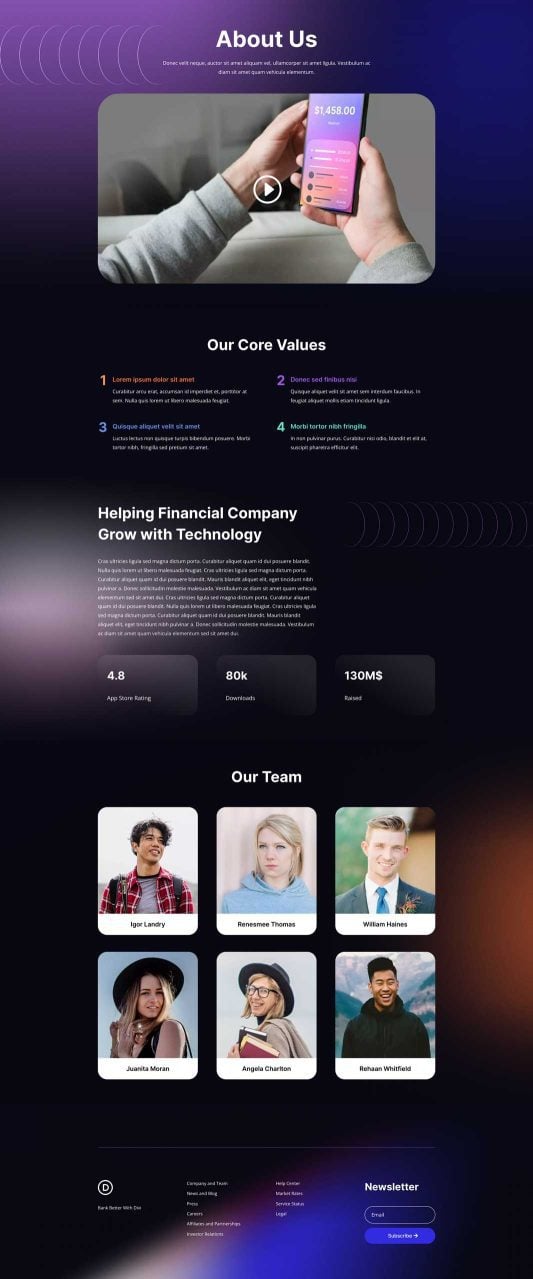 About Us
Donec velit neque, auctor sit amet aliquam vel, ullamcorper sit amet ligula. Vestibulum ac
diam sit amet quam vehicula elementum.
$1,458.00
Our Core Values
1 Lorem ipsum dolor sit amet
Curabitur arcu erat, accumsan id imperdiet et, porttitor at
sem. Nulla quis lorem ut libero malesuada feugiat.
2 Donec sed finibus nisi
Quisque aliquet velit sit amet sem interdum faucibus. In
feugiat aliquet mollis etiam tincidunt ligula.
3 Quisque aliquet velit sit amet
Luctus lectus non quisque turpis bibendum posuere. Morbi
tortor nibh, fringilla sed pretium sit amet.
4 Morbi tortor nibh fringilla
In non pulvinar purus. Curabitur nisi odio, blandit et elit at,
suscipit pharetra efficitur elit.
Helping Financial Company
Grow with Technology
Cras ultricies ligula sed magna dictum porta. Curabitur aliquet quam id dui posuere blandit.
Nulla quis lorem ut libero malesuada feugiat. Cras ultricies ligula sed magna dictum porta.
Curabitur aliquet quam id dui posuere blandit. Mauris blandit aliquet elit, eget tincidunt nibh
pulvinar a. Donec sollicitudin molestie malesuada. Vestibulum ac diam sit amet quam vehicula
elementum sed sit amet dui. Cras ultricies ligula sed magna dictum porta. Curabitur aliquet
quam id dui posuere blandit. Nulla quis lorem ut libero malesuada feugiat. Cras ultricies ligula
sed magna dictum porta. Curabitur aliquet quam id dui posuere blandit. Mauris blandit
aliquet elit, eget tincidunt nibh pulvinar a. Donec sollicitudin molestie malesuada. Vestibulum
ac diam sit amet quam vehicula elementum sed sit amet dui.
4.8
App Store Rating
80k
Downloads
130M$
Raised
Our Team
Igor Landry
Renesmee Thomas
William Haines
Juanita Moran
Angela Charlton
Rehaan Whitfield
D
Bank Better With Divi
Company and Team
News and Blog
Press
Careers
Affiliates and Partnerships
Investor Relations
Help Center
Market Rates
Service Status
Legal
Newsletter
Email
Subscribe →